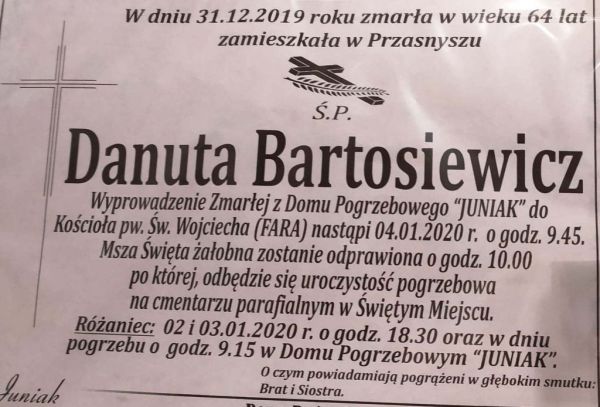 W dniu 31.12.2019 roku zmarła w wieku 64 lat
zamieszkała w Przasnyszu
Ś.P.
Danuta Bartosiewicz
Wyprowadzenie Zmarłej z Domu Pogrzebowego "JUNIAK" do
Kościoła pw. Św. Wojciecha (FARA) nastąpi 04.01.2020 r. o godz. 9.45.
Msza Święta żałobna zostanie odprawiona o godz. 10.00
po której, odbędzie się uroczystość pogrzebowa
na cmentarzu parafialnym w Świętym Miejscu.
Różaniec: 02 i 03.01.2020 r. o godz. 18.30 oraz w dniu
pogrzebu o godz. 9.15 w Domu Pogrzebowym "JUNIAK".
O czym powiadamiają pogrążeni w głębokim smutku:
Brat i Siostra.
Juniak